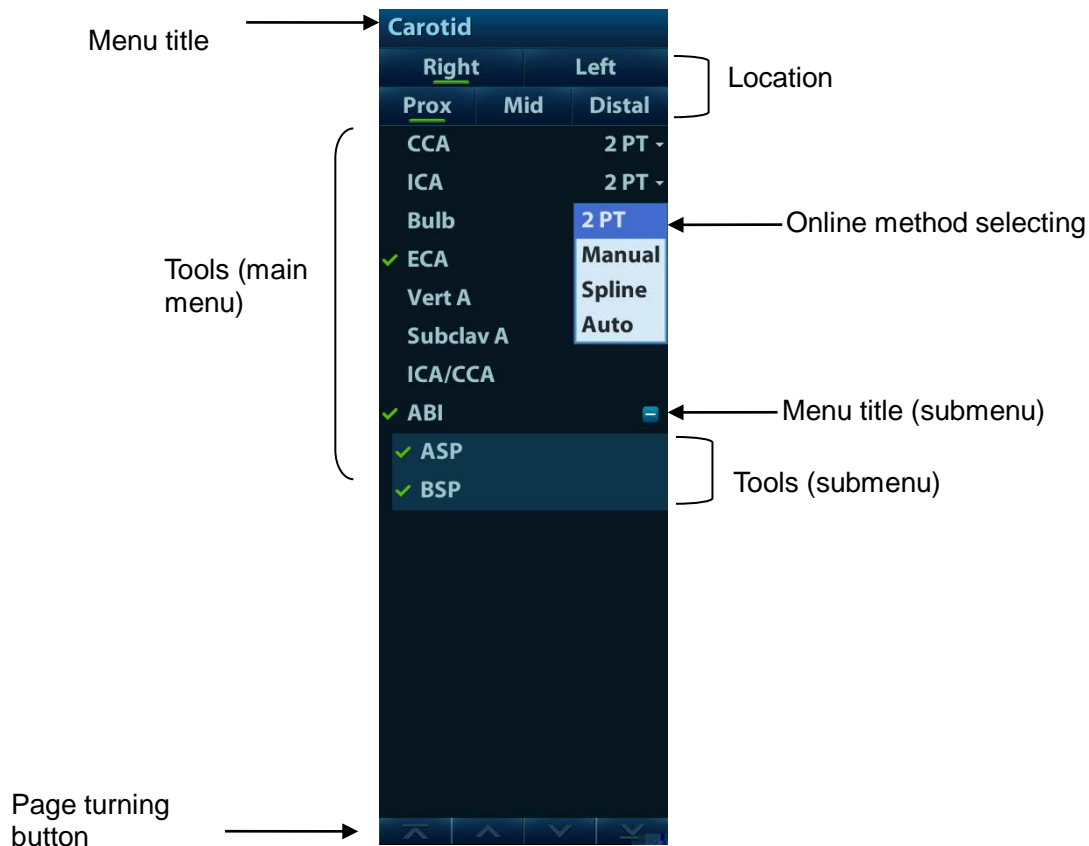 Menu title
Carotid
Right Left
Location
Prox Mid Distal
CCA 2 PT
ICA 2 PT
Bulb 2 PT
Online method selecting
ECA Manual
Tools (main
menu)
Vert A Spline
Subclav A Auto
ICA/CCA
ABI
Menu title (submenu)
ASP
Tools (submenu)
BSP
Page turning
button